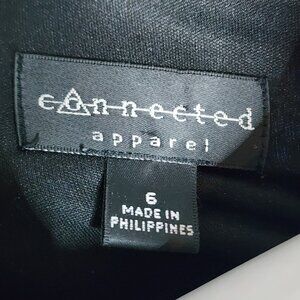 connected
apparel
6
MADE IN
PHILIPPINES